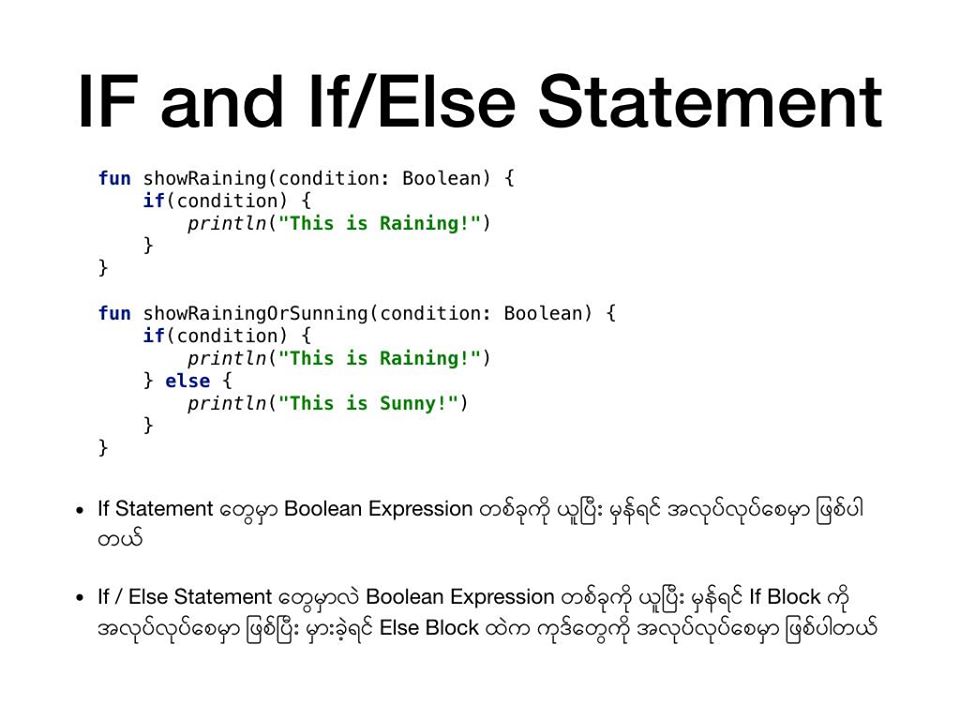 IF and If/Else Statement
fun showRaining(condition: Boolean) {
    if(condition) {
        println("This is Raining!")
    }
}
fun showRainingOrSunning(condition: Boolean) {
    if(condition) {
        println("This is Raining!")
    } else {
        println("This is Sunny!")
    }
}
• If Statement တွေမှာ Boolean Expression တစ်ခုကို ယူပြီး မှန်ရင် အလုပ်လုပ်စေမှာ ဖြစ်ပါ
တယ်
• If / Else Statement တွေမှာလဲ Boolean Expression တစ်ခုကို ယူပြီး မှန်ရင် If Block ကို
အလုပ်လုပ်စေမှာ ဖြစ်ပြီး မှားခဲ့ရင် Else Block ထဲက ကုဒ်တွေကို အလုပ်လုပ်စေမှာ ဖြစ်ပါတယ်